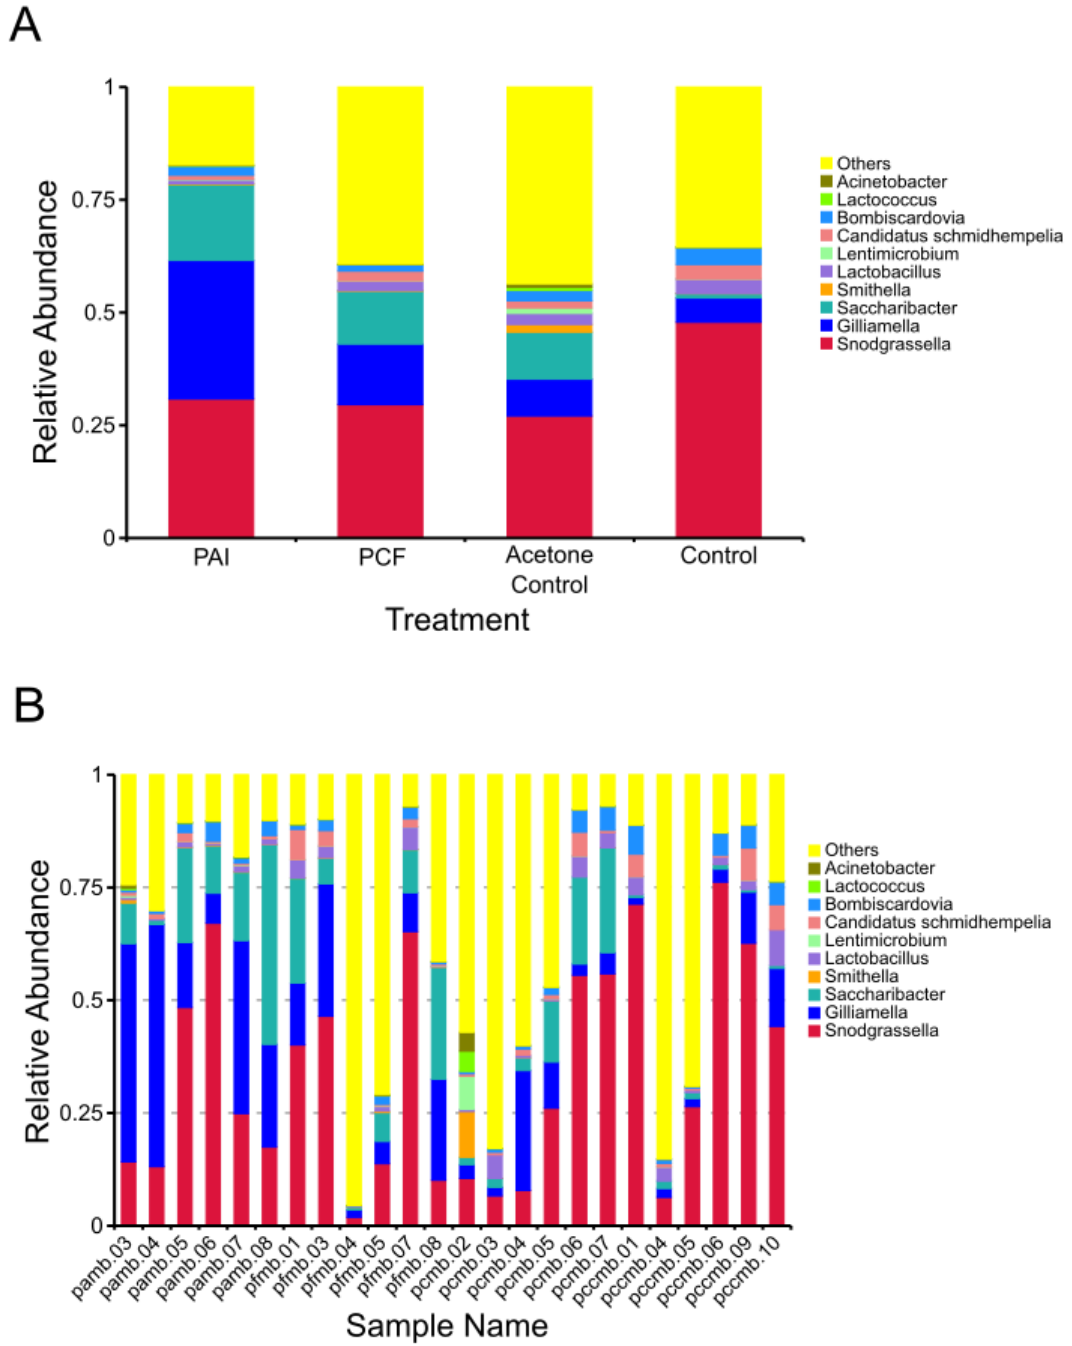 A
1
0.75
0.5
0.25
0
Relative Abundance
PAI
PCF
Acetone
Control
Control
Treatment
Others
Acinetobacter
Lactococcus
Bombiscardovia
Candidatus schmidhempelia
Lentimicrobium
Lactobacillus
Smithella
Saccharibacter
Gilliamella
Snodgrassella
B
1
0.75
0.5
0.25
0
Relative Abundance
pamb.03
pamb.04
pamb.05
pamb.06
pamb.07
pamb.08
pfmb.01
pfmb.03
pfmb.04
pfmb.05
pfmb.07
pfmb.08
pcmb.02
pcmb.03
pcmb.04
pcmb.05
pcmb.06
pcmb.07
pccmb.01
pccmb.04
pccmb.05
pccmb.06
pccmb.09
pccmb.10
Sample Name
Others
Acinetobacter
Lactococcus
Bombiscardovia
Candidatus schmidhempelia
Lentimicrobium
Lactobacillus
Smithella
Saccharibacter
Gilliamella
Snodgrassella